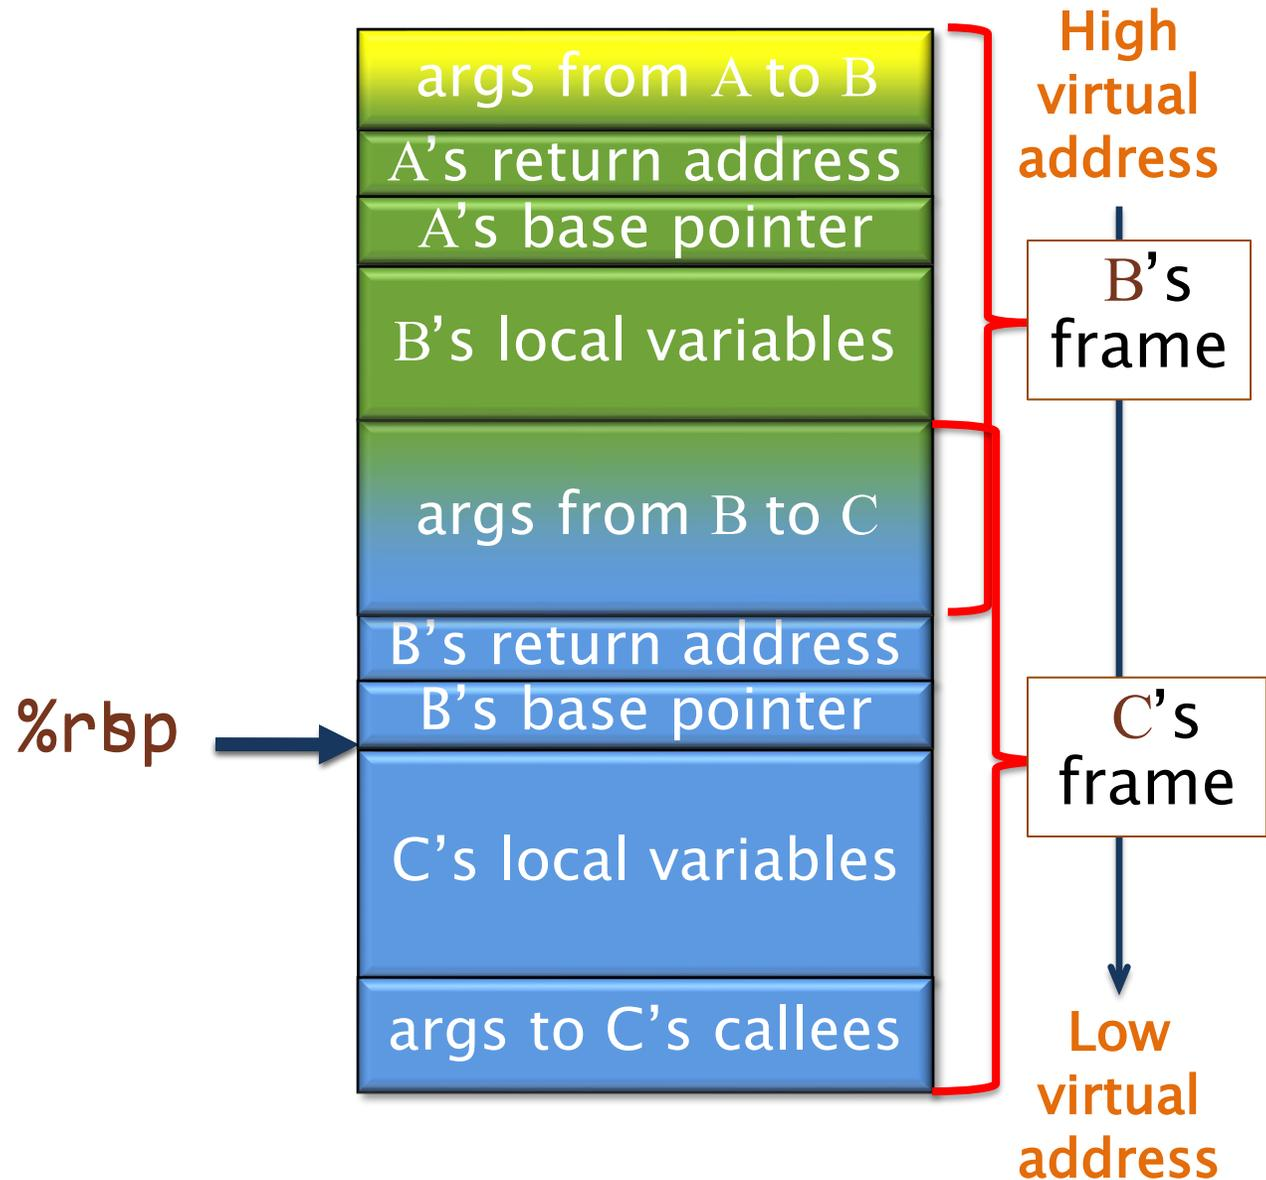 High
virtual
address
args from A to B
A's return address
A's base pointer
B's local variables
B's
frame
args from B to C
B's return address
B's base pointer
C's local variables
C's
frame
args to C's callees
Low
virtual
address